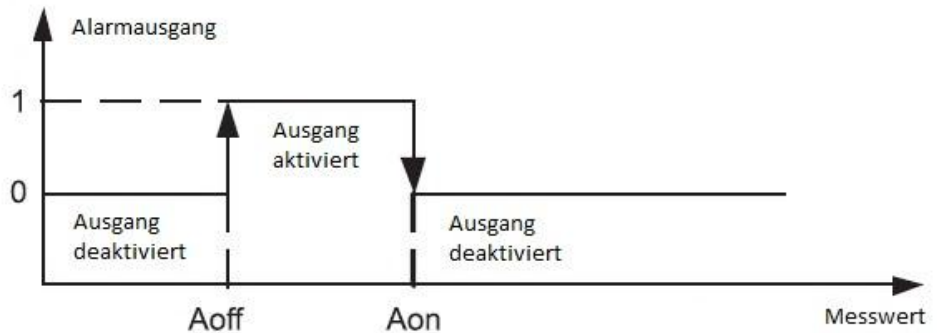 Alarmausgang
1
Ausgang
aktiviert
0
Ausgang
deaktiviert
Ausgang
deaktiviert
Aoff
Aon
Messwert